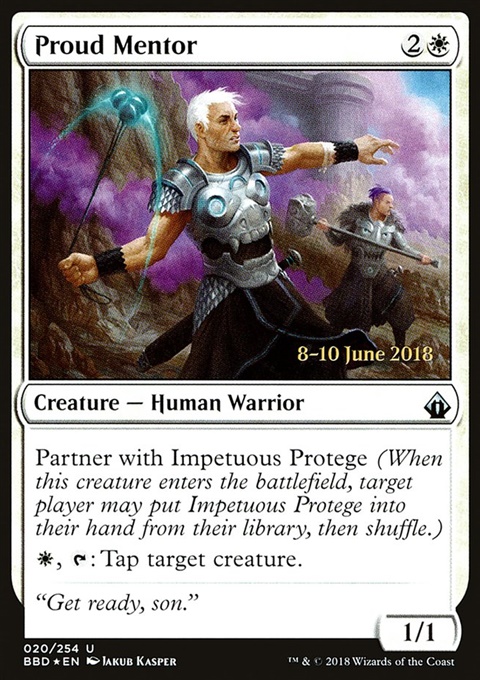 Proud Mentor 2
8–10 June 2018
Creature — Human Warrior
Partner with Impetuous Protege (When
this creature enters the battlefield, target
player may put Impetuous Protege into
their hand from their library, then shuffle.)
, : Tap target creature.
“Get ready, son.”
1/1
020/254 U
BBD★EN Jakub Kasper
™ & © 2018 Wizards of the Coast